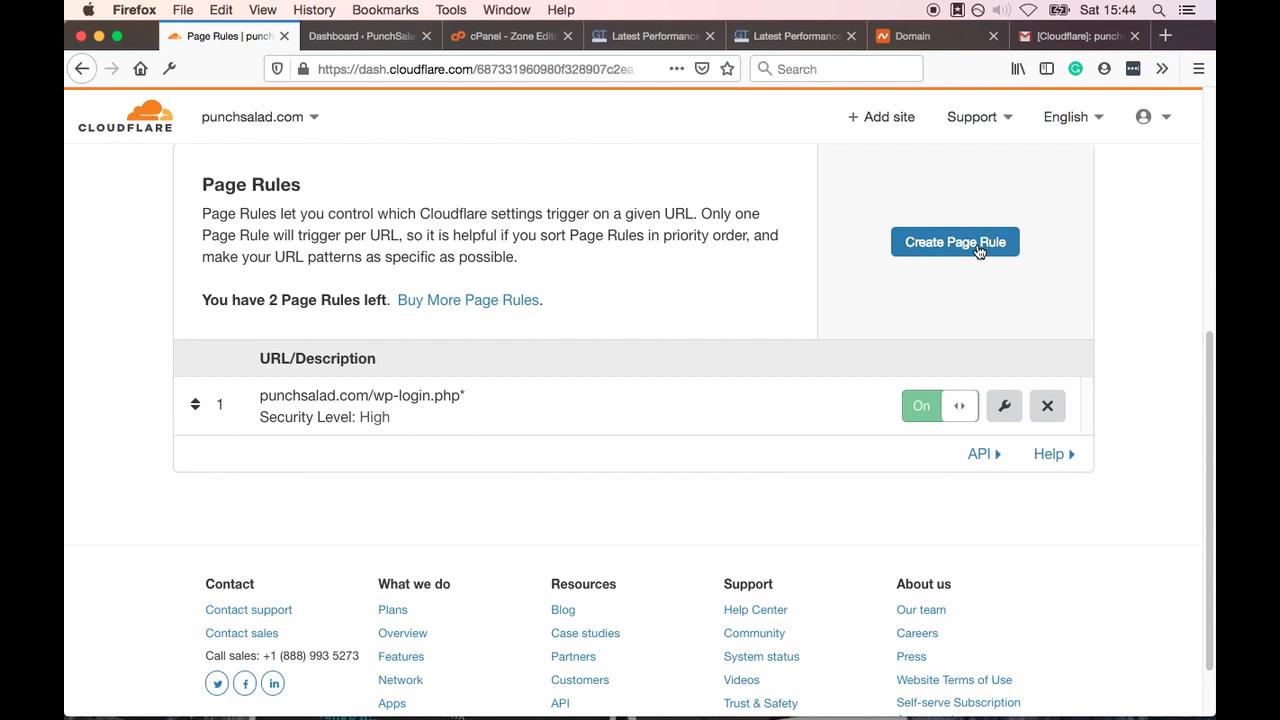 Firefox File Edit View History Bookmarks Tools Window Help Sat 15:44
Page Rules | punch Dashboard ‹ PunchSala cPanel - Zone Edit Latest Performance Latest Performance Domain [Cloudflare]: punch
https://dash.cloudflare.com/687331960980f328907c2ea Search
CLOUDFLARE punchsalad.com + Add site Support English
Page Rules
Page Rules let you control which Cloudflare settings trigger on a given URL. Only one
Page Rule will trigger per URL, so it is helpful if you sort Page Rules in priority order, and
make your URL patterns as specific as possible.
Create Page Rule
You have 2 Page Rules left. Buy More Page Rules.
URL/Description
1 punchsalad.com/wp-login.php*
Security Level: High
On
API Help
Contact What we do Resources Support About us
Contact support Plans Blog Help Center Our team
Contact sales Overview Case studies Community Careers
Call sales: +1 (888) 993 5273 Features Partners System status Press
Network Customers Videos Website Terms of Use
Apps API Trust & Safety Self-serve Subscription